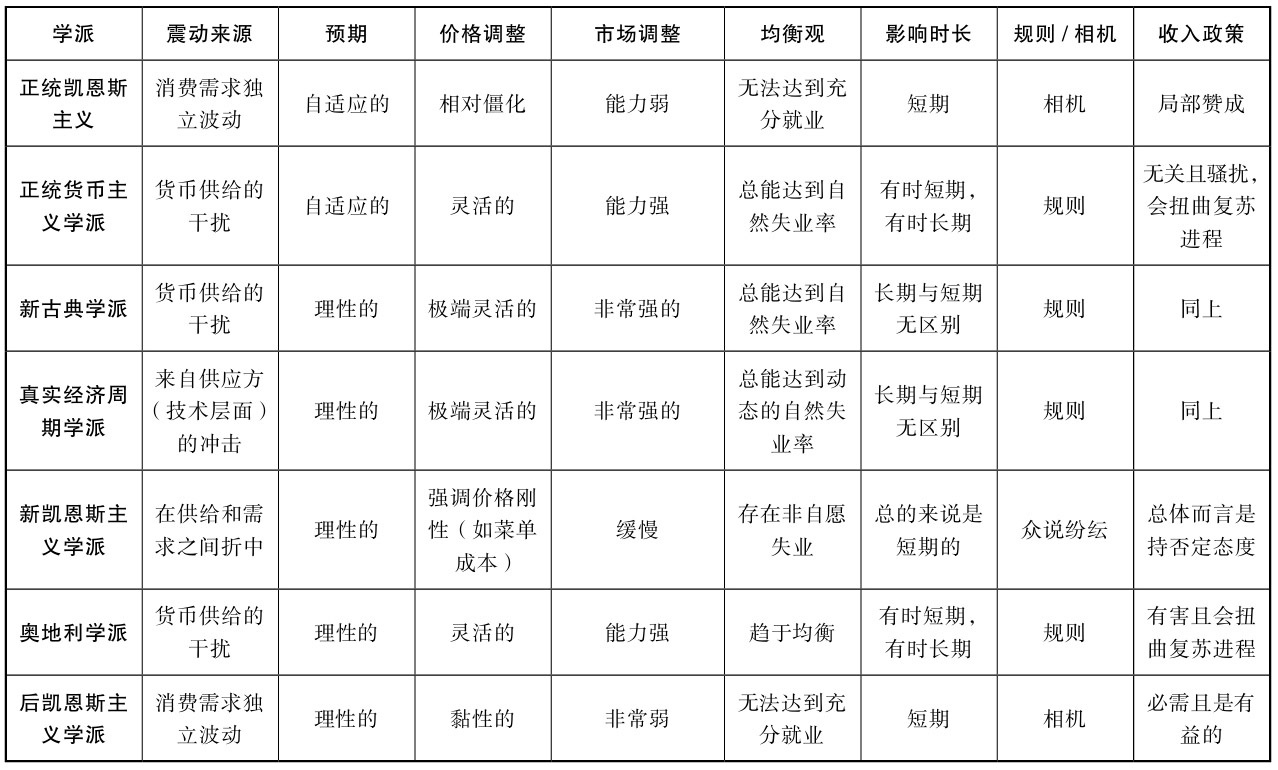 学派 震动来源 预期 价格调整 市场调整 均衡观 影响时长 规则/相机 收入政策
正统凯恩斯
主义
消费需求独
立波动
自适应的
相对僵化
能力弱
无法达到充
分就业
短期
相机
局部赞成
正统货币主
义学派
货币供给的
干扰
自适应的
灵活的
能力强
总能达到自
然失业率
有时短期，
有时长期
规则
无关且骚扰，
会扭曲复苏
进程
新古典学派
货币供给的
干扰
理性的
极端灵活的
非常强的
总能达到自
然失业率
长期与短期
无区别
规则
同上
真实经济周
期学派
来自供应方
（技术层面）
的冲击
理性的
极端灵活的
非常强的
总能达到动
态的自然失
业率
长期与短期
无区别
规则
同上
新凯恩斯主
义学派
在供给和需
求之间折中
理性的
强调价格刚
性（如菜单
成本）
缓慢
存在非自愿
失业
总的来说是
短期的
众说纷纭
总体而言是
持否定态度
奥地利学派
货币供给的
干扰
理性的
灵活的
能力强
趋于均衡
有时短期，
有时长期
规则
有害且会扭
曲复苏进程
后凯恩斯主
义学派
消费需求独
立波动
理性的
黏性的
非常弱
无法达到充
分就业
短期
相机
必需且是有
益的